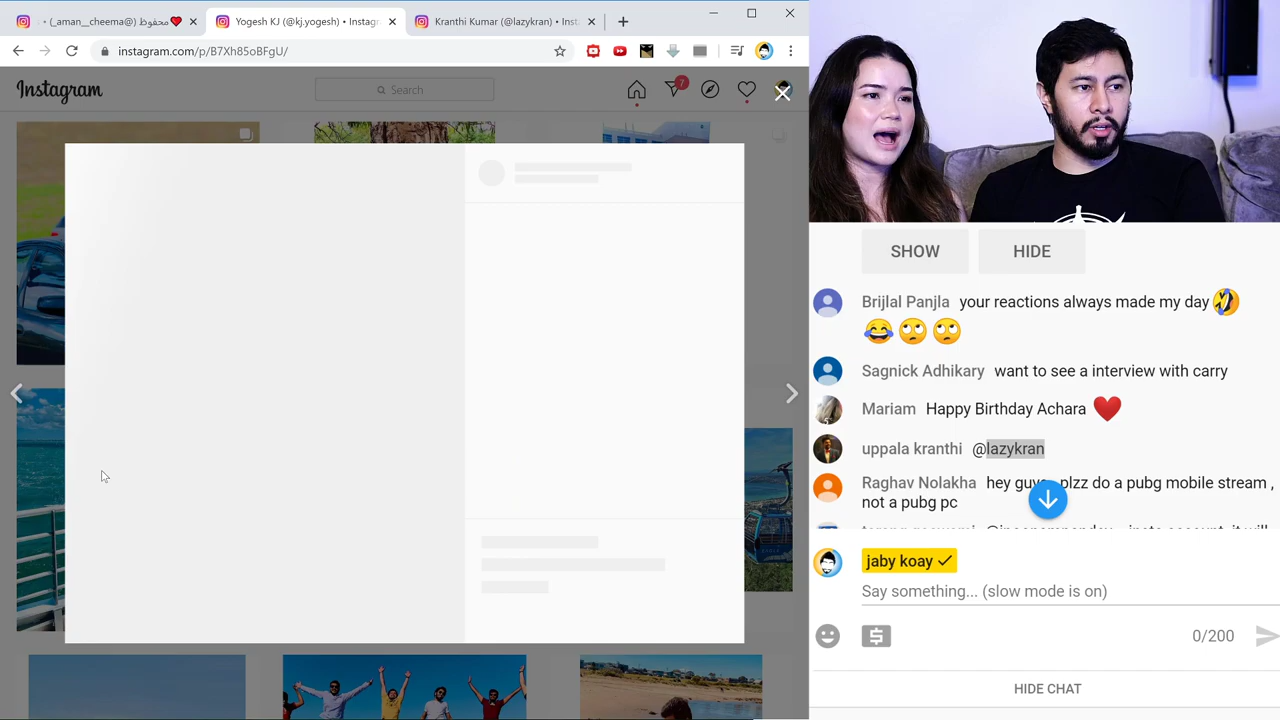 محفوظ (@_aman__cheema) • I
Yogesh KJ (@kj.yogesh) • Instagr
Kranthi Kumar (@lazykran) • Inst
instagram.com/p/B7Xh85oBFgU/
Instagram
Search
7
SHOW
HIDE
Brijlal Panjla your reactions always made my day
Sagnick Adhikary want to see a interview with carry
Mariam Happy Birthday Achara
uppala kranthi @lazykran
Raghav Nolakha hey guys plzz do a pubg mobile stream ,
not a pubg pc
jaby koay
Say something... (slow mode is on)
0/200
HIDE CHAT